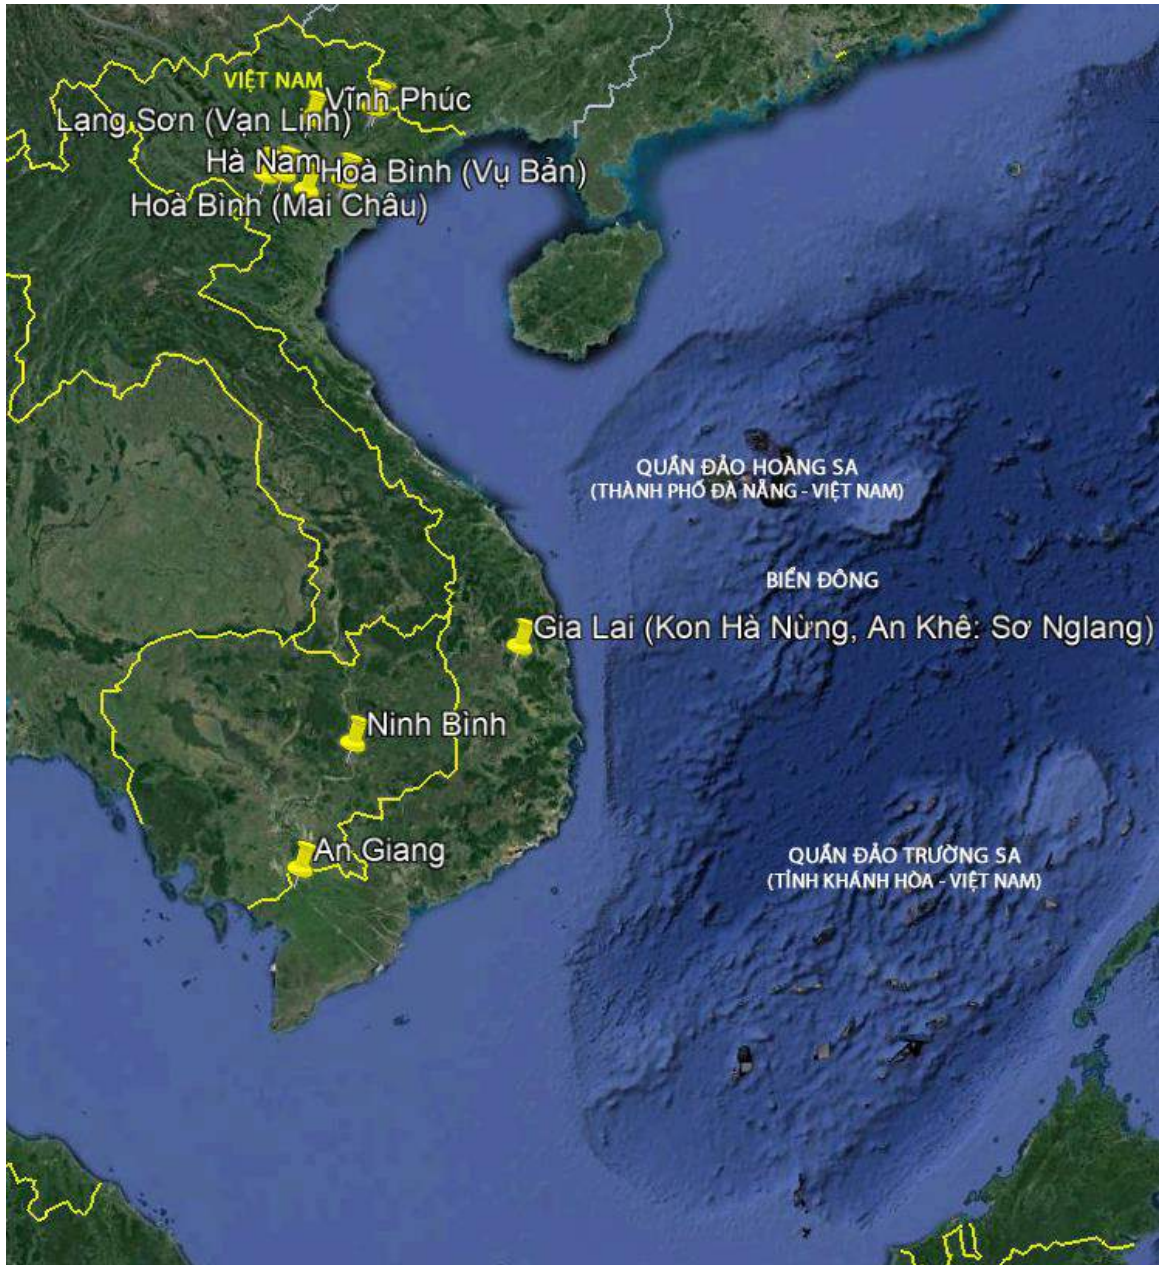 VIỆT NAM
Vĩnh Phúc
Lạng Sơn (Vạn Linh)
Hà Nam
Hoà Bình (Vụ Bản)
Hoà Bình (Mai Châu)
QUẦN ĐẢO HOÀNG SA
(THÀNH PHỐ ĐÀ NẴNG - VIỆT NAM)
BIỂN ĐÔNG
Gia Lai (Kon Hà Nừng, An Khê: Sơ Nglang)
Ninh Bình
An Giang
QUẦN ĐẢO TRƯỜNG SA
(TỈNH KHÁNH HÒA - VIỆT NAM)